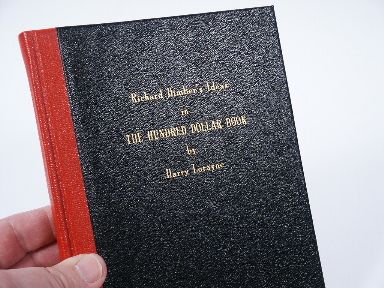 Richard Himber's Ideas
in
THE HUNDRED DOLLAR BOOK
by
Harry Lorayne